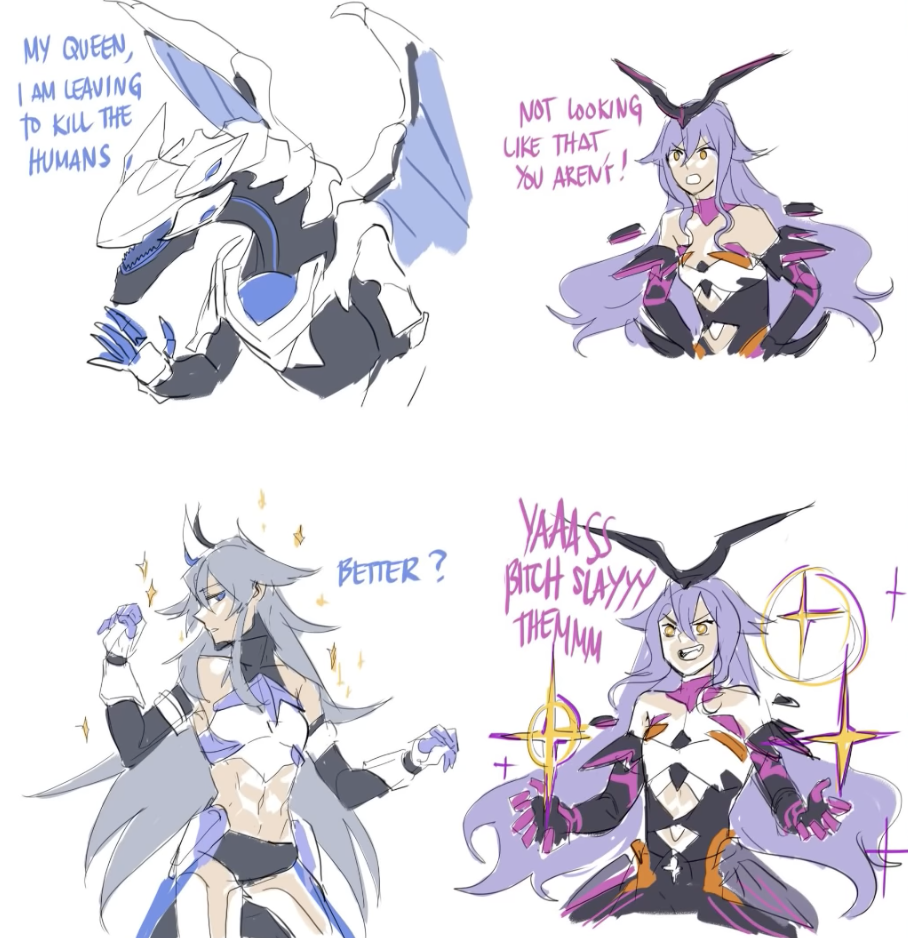 MY QUEEN,
I AM LEAVING
TO KILL THE
HUMANS.
NOT LOOKING
LIKE THAT
YOU AREN'T!
BETTER?
YAAASS
BITCH SLAYYY
THEMMM